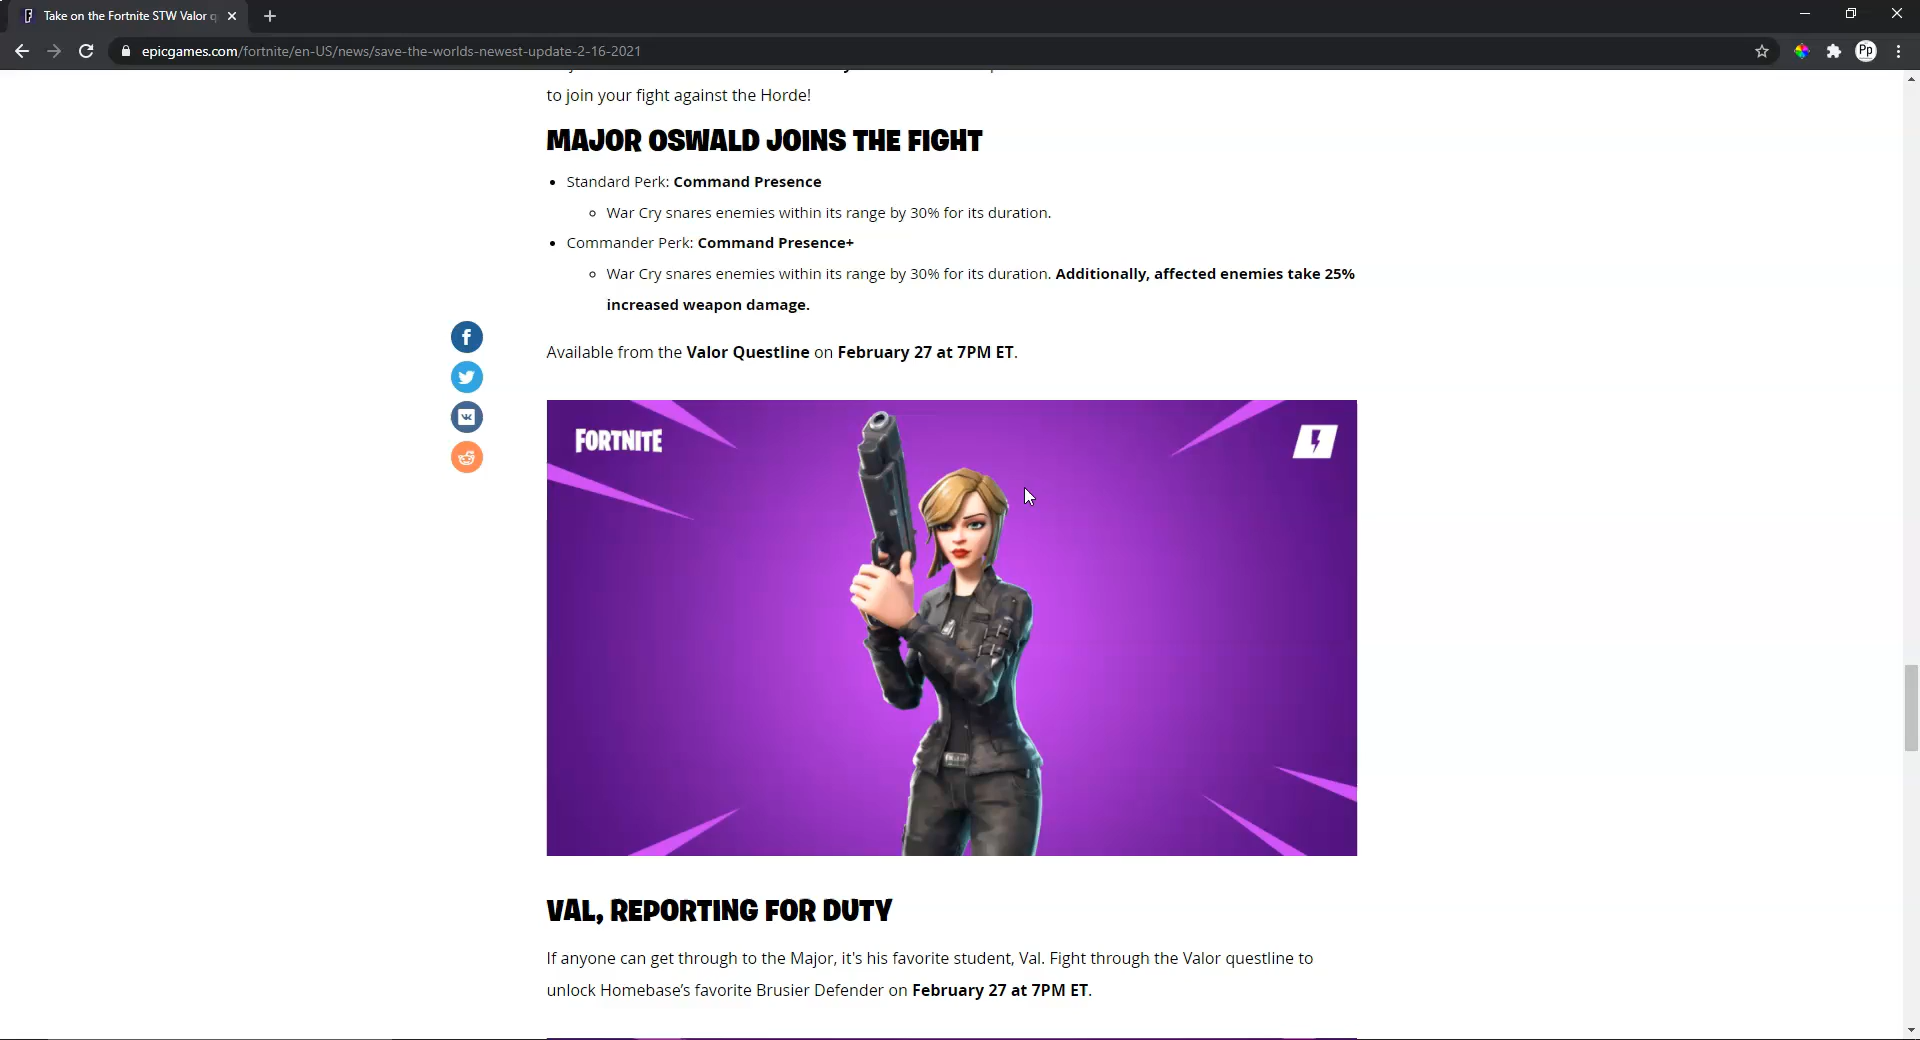 Take on the Fortnite STW Valor q
epicgames.com/fortnite/en-US/news/save-the-worlds-newest-update-2-16-2021
Pp
to join your fight against the Horde!
MAJOR OSWALD JOINS THE FIGHT
Standard Perk: Command Presence
War Cry snares enemies within its range by 30% for its duration.
Commander Perk: Command Presence+
War Cry snares enemies within its range by 30% for its duration. Additionally, affected enemies take 25%
increased weapon damage.
Available from the Valor Questline on February 27 at 7PM ET.
FORTNITE
VAL, REPORTING FOR DUTY
If anyone can get through to the Major, it's his favorite student, Val. Fight through the Valor questline to
unlock Homebase’s favorite Brusier Defender on February 27 at 7PM ET.